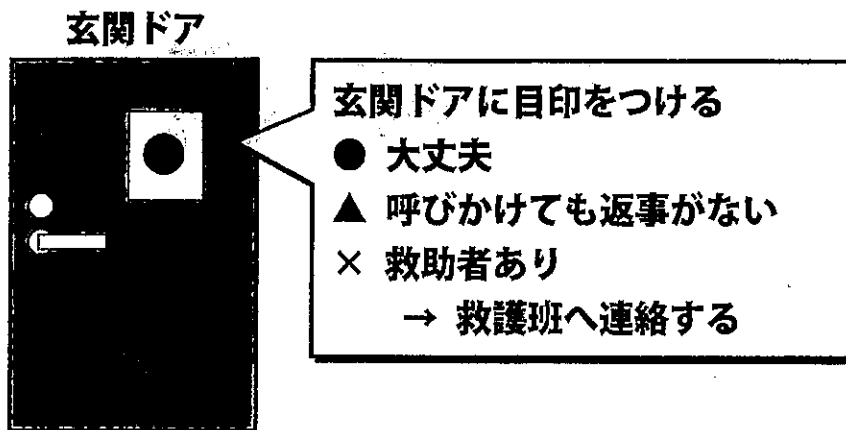 玄関ドア
玄関ドアに目印をつける
● 大丈夫
▲ 呼びかけても返事がない
× 救助者あり
→ 救護班へ連絡する